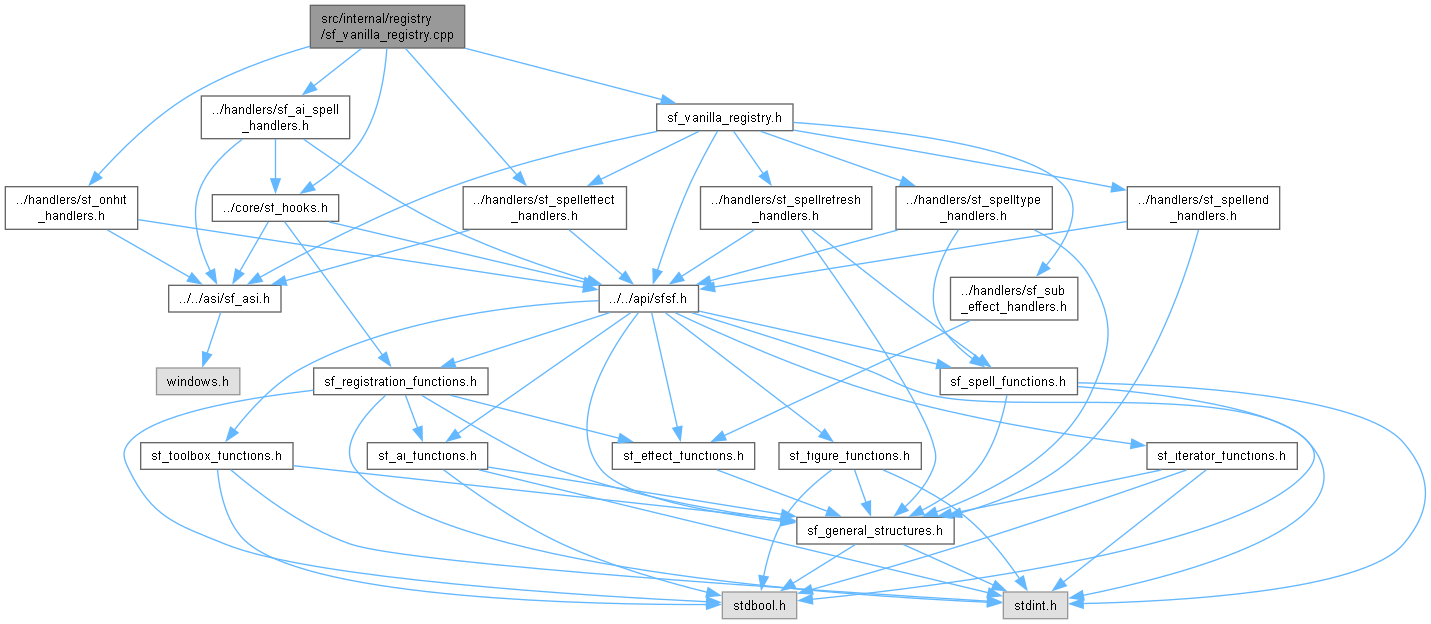 src/internal/registry
/sf_vanilla_registry.cpp
../handlers/sf_ai_spell
_handlers.h
sf_vanilla_registry.h
../handlers/sf_onhit
_handlers.h
../core/sf_hooks.h
../handlers/sf_spelleffect
_handlers.h
../handlers/sf_spellrefresh
_handlers.h
../handlers/sf_spelltype
_handlers.h
../handlers/sf_spellend
_handlers.h
../../asi/sf_asi.h
../../api/sfsf.h
../handlers/sf_sub
_effect_handlers.h
windows.h
sf_registration_functions.h
sf_spell_functions.h
sf_toolbox_functions.h
sf_ai_functions.h
sf_effect_functions.h
sf_figure_functions.h
sf_iterator_functions.h
sf_general_structures.h
stdbool.h
stdint.h